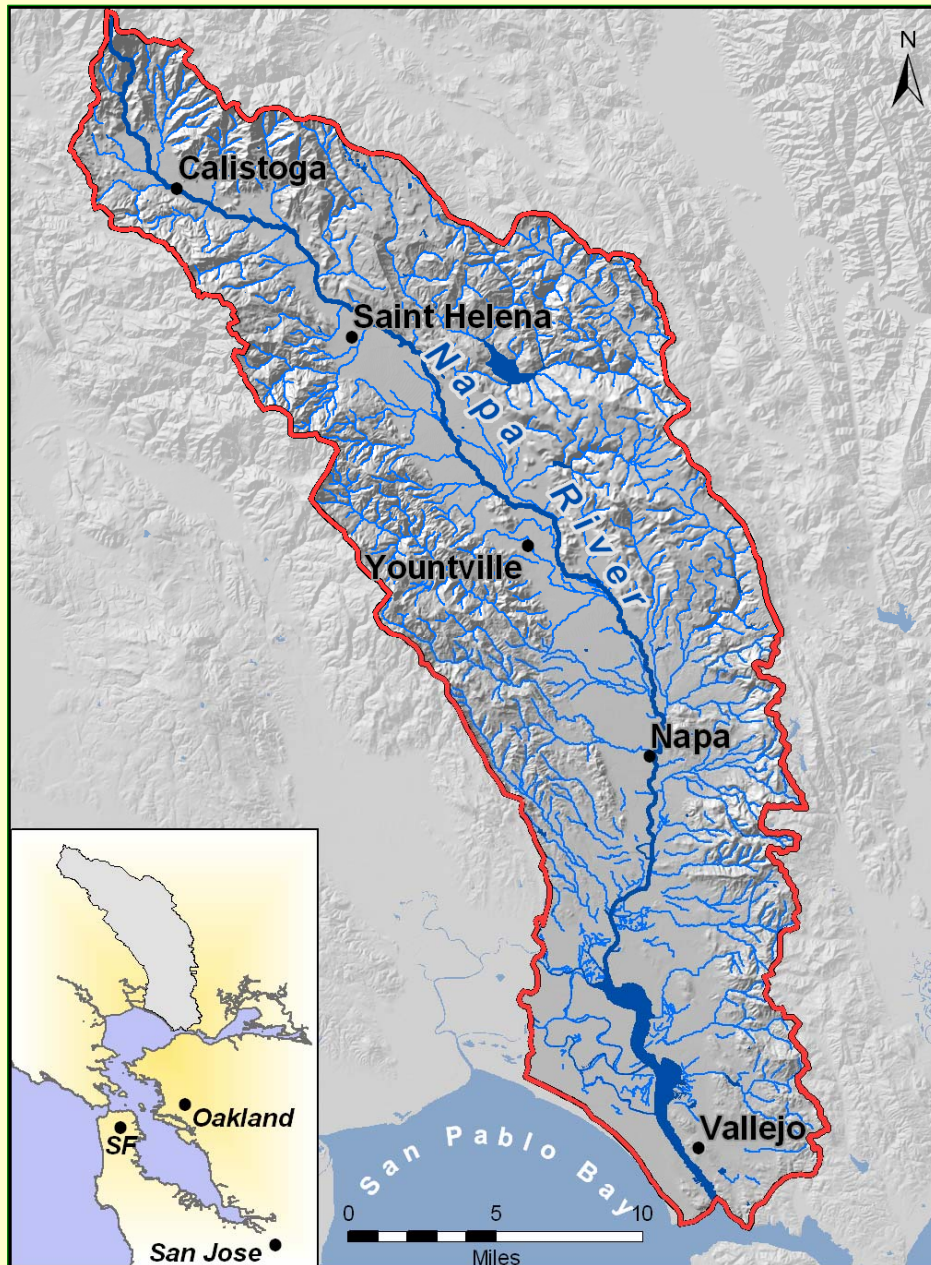 N
Calistoga
Saint Helena
Napa River
Yountville
Napa
Vallejo
San Pablo Bay
0 5 10
Miles
Oakland
SF
San Jose